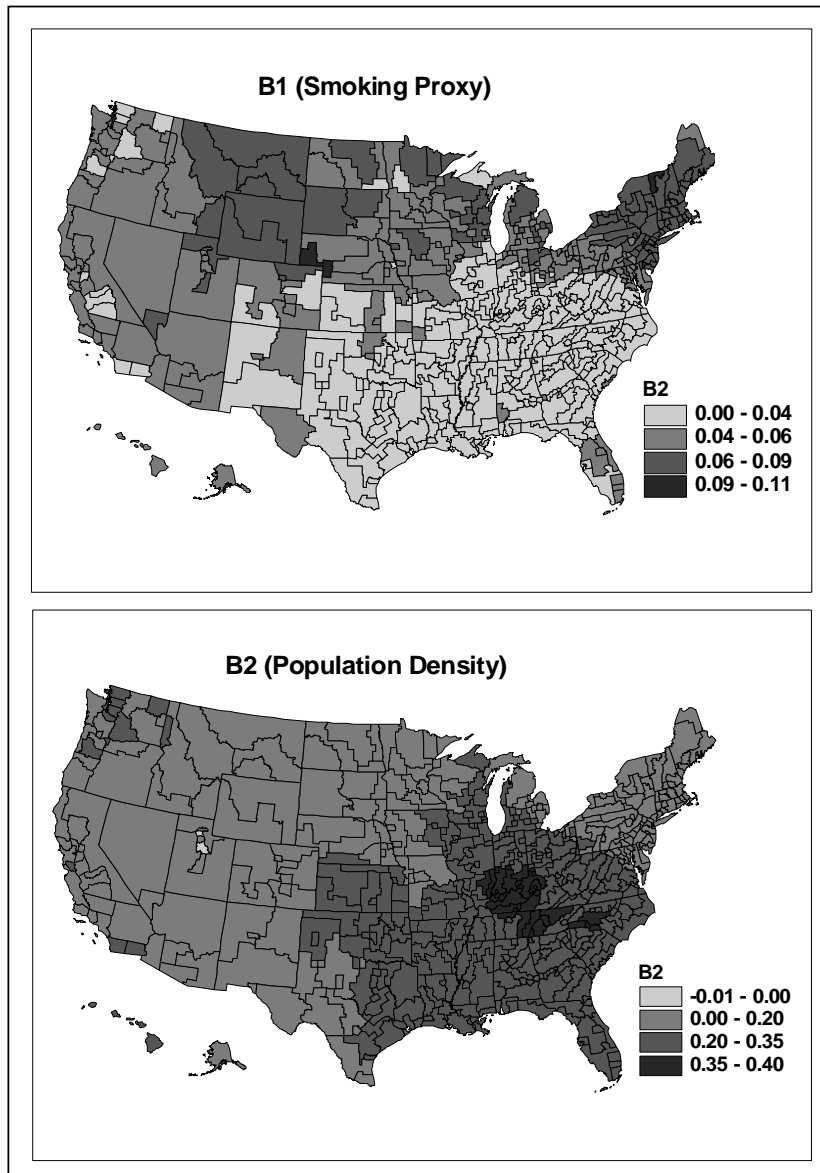 B1 (Smoking Proxy)
B2
0.00 - 0.04
0.04 - 0.06
0.06 - 0.09
0.09 - 0.11
B2 (Population Density)
B2
-0.01 - 0.00
0.00 - 0.20
0.20 - 0.35
0.35 - 0.40